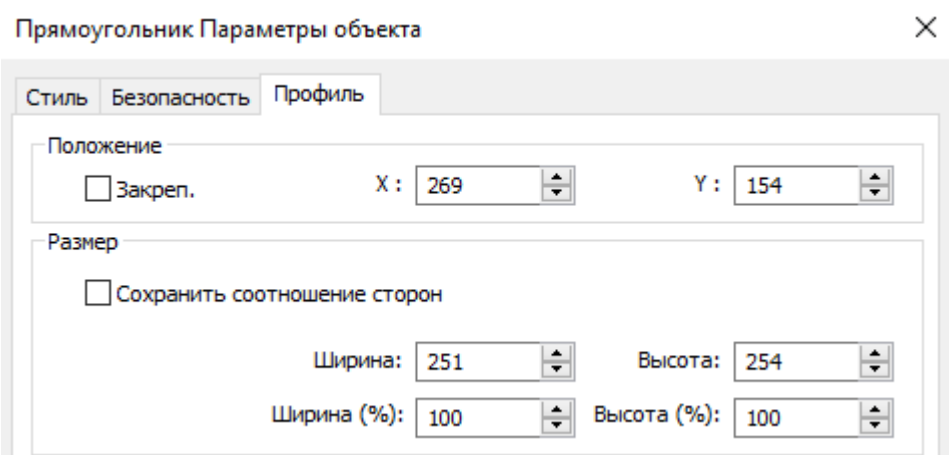 Прямоугольник Параметры объекта
Стиль Безопасность Профиль
Положение
Закреп. X : 269 Y : 154
Размер
Сохранить соотношение сторон
Ширина: 251 Высота: 254
Ширина (%): 100 Высота (%): 100